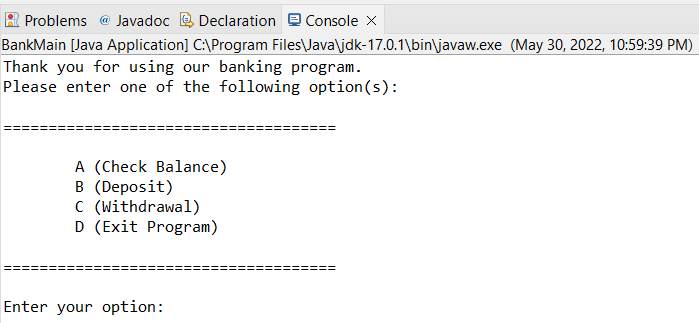 Problems @ Javadoc Declaration Console
BankMain [Java Application] C:\Program Files\Java\jdk-17.0.1\bin\javaw.exe (May 30, 2022, 10:59:39 PM)
Thank you for using our banking program.
Please enter one of the following option(s):
=====================================
A (Check Balance)
B (Deposit)
C (Withdrawal)
D (Exit Program)
=====================================
Enter your option: